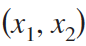 (x₁, x₂)